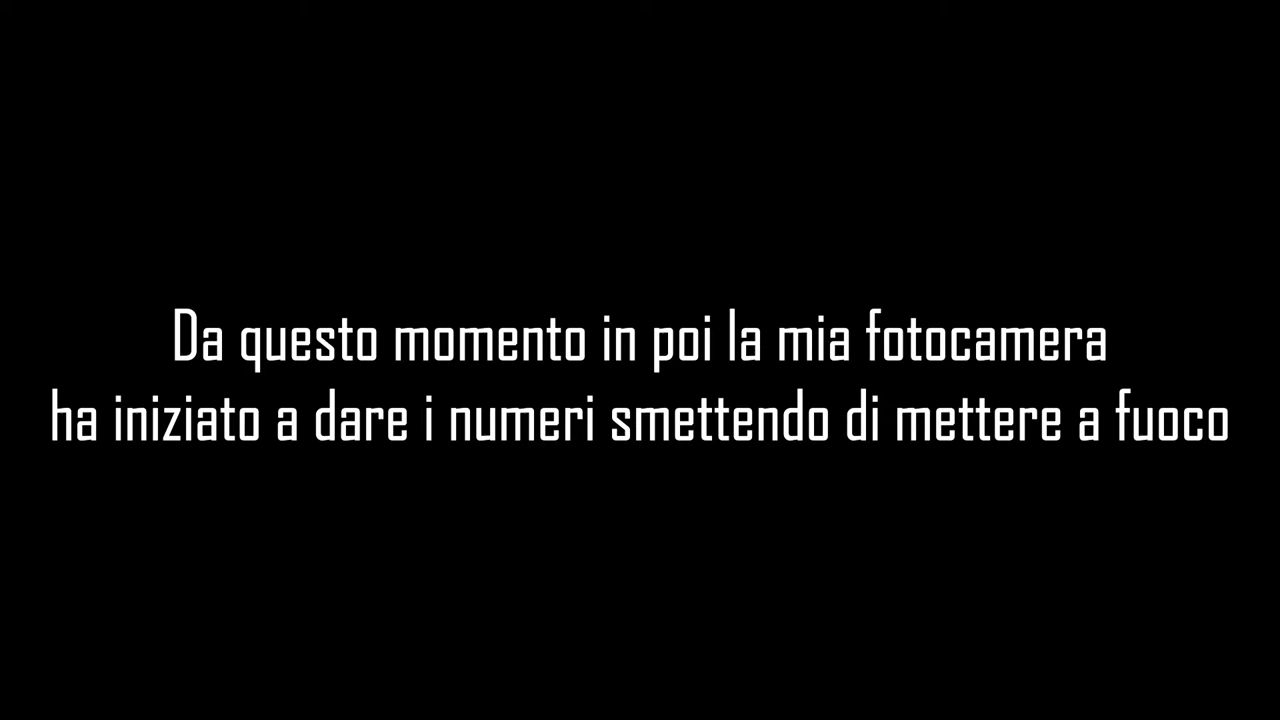 Da questo momento in poi la mia fotocamera
ha iniziato a dare i numeri smettendo di mettere a fuoco